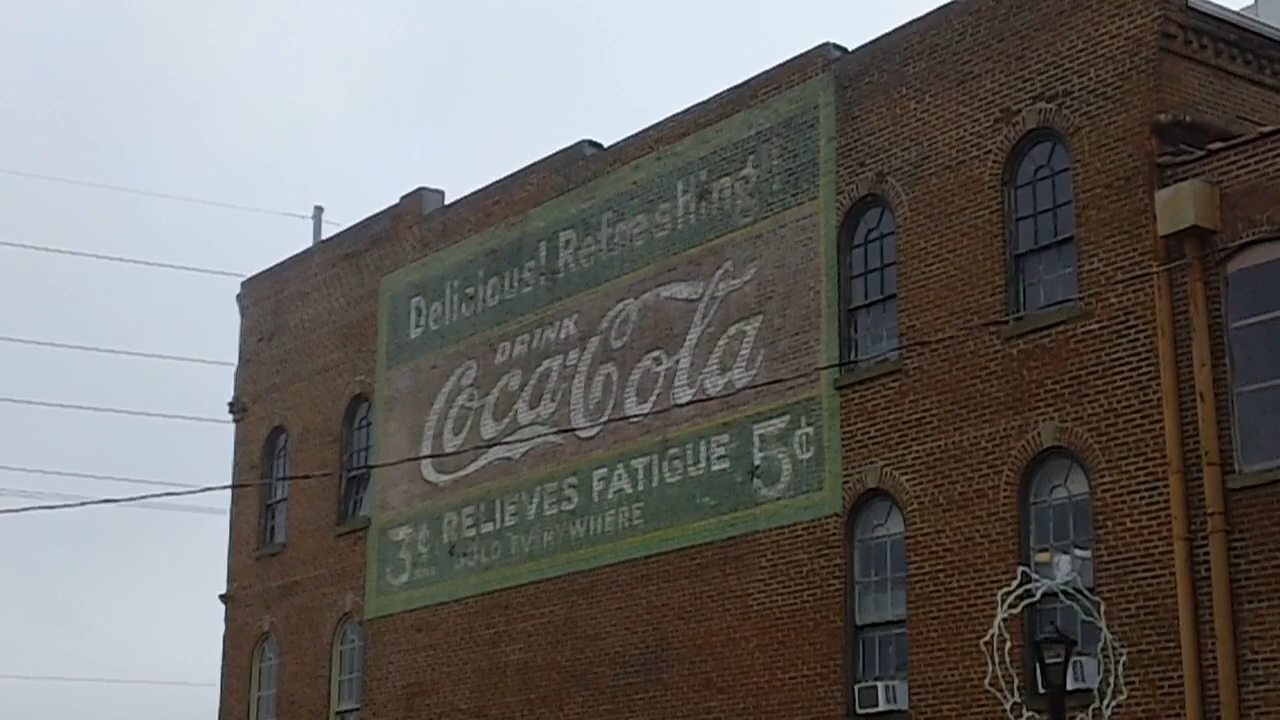 Delicious! Refreshing!
DRINK
Coca-Cola
RELIEVES FATIGUE 5¢
3¢ SOLD EVERYWHERE